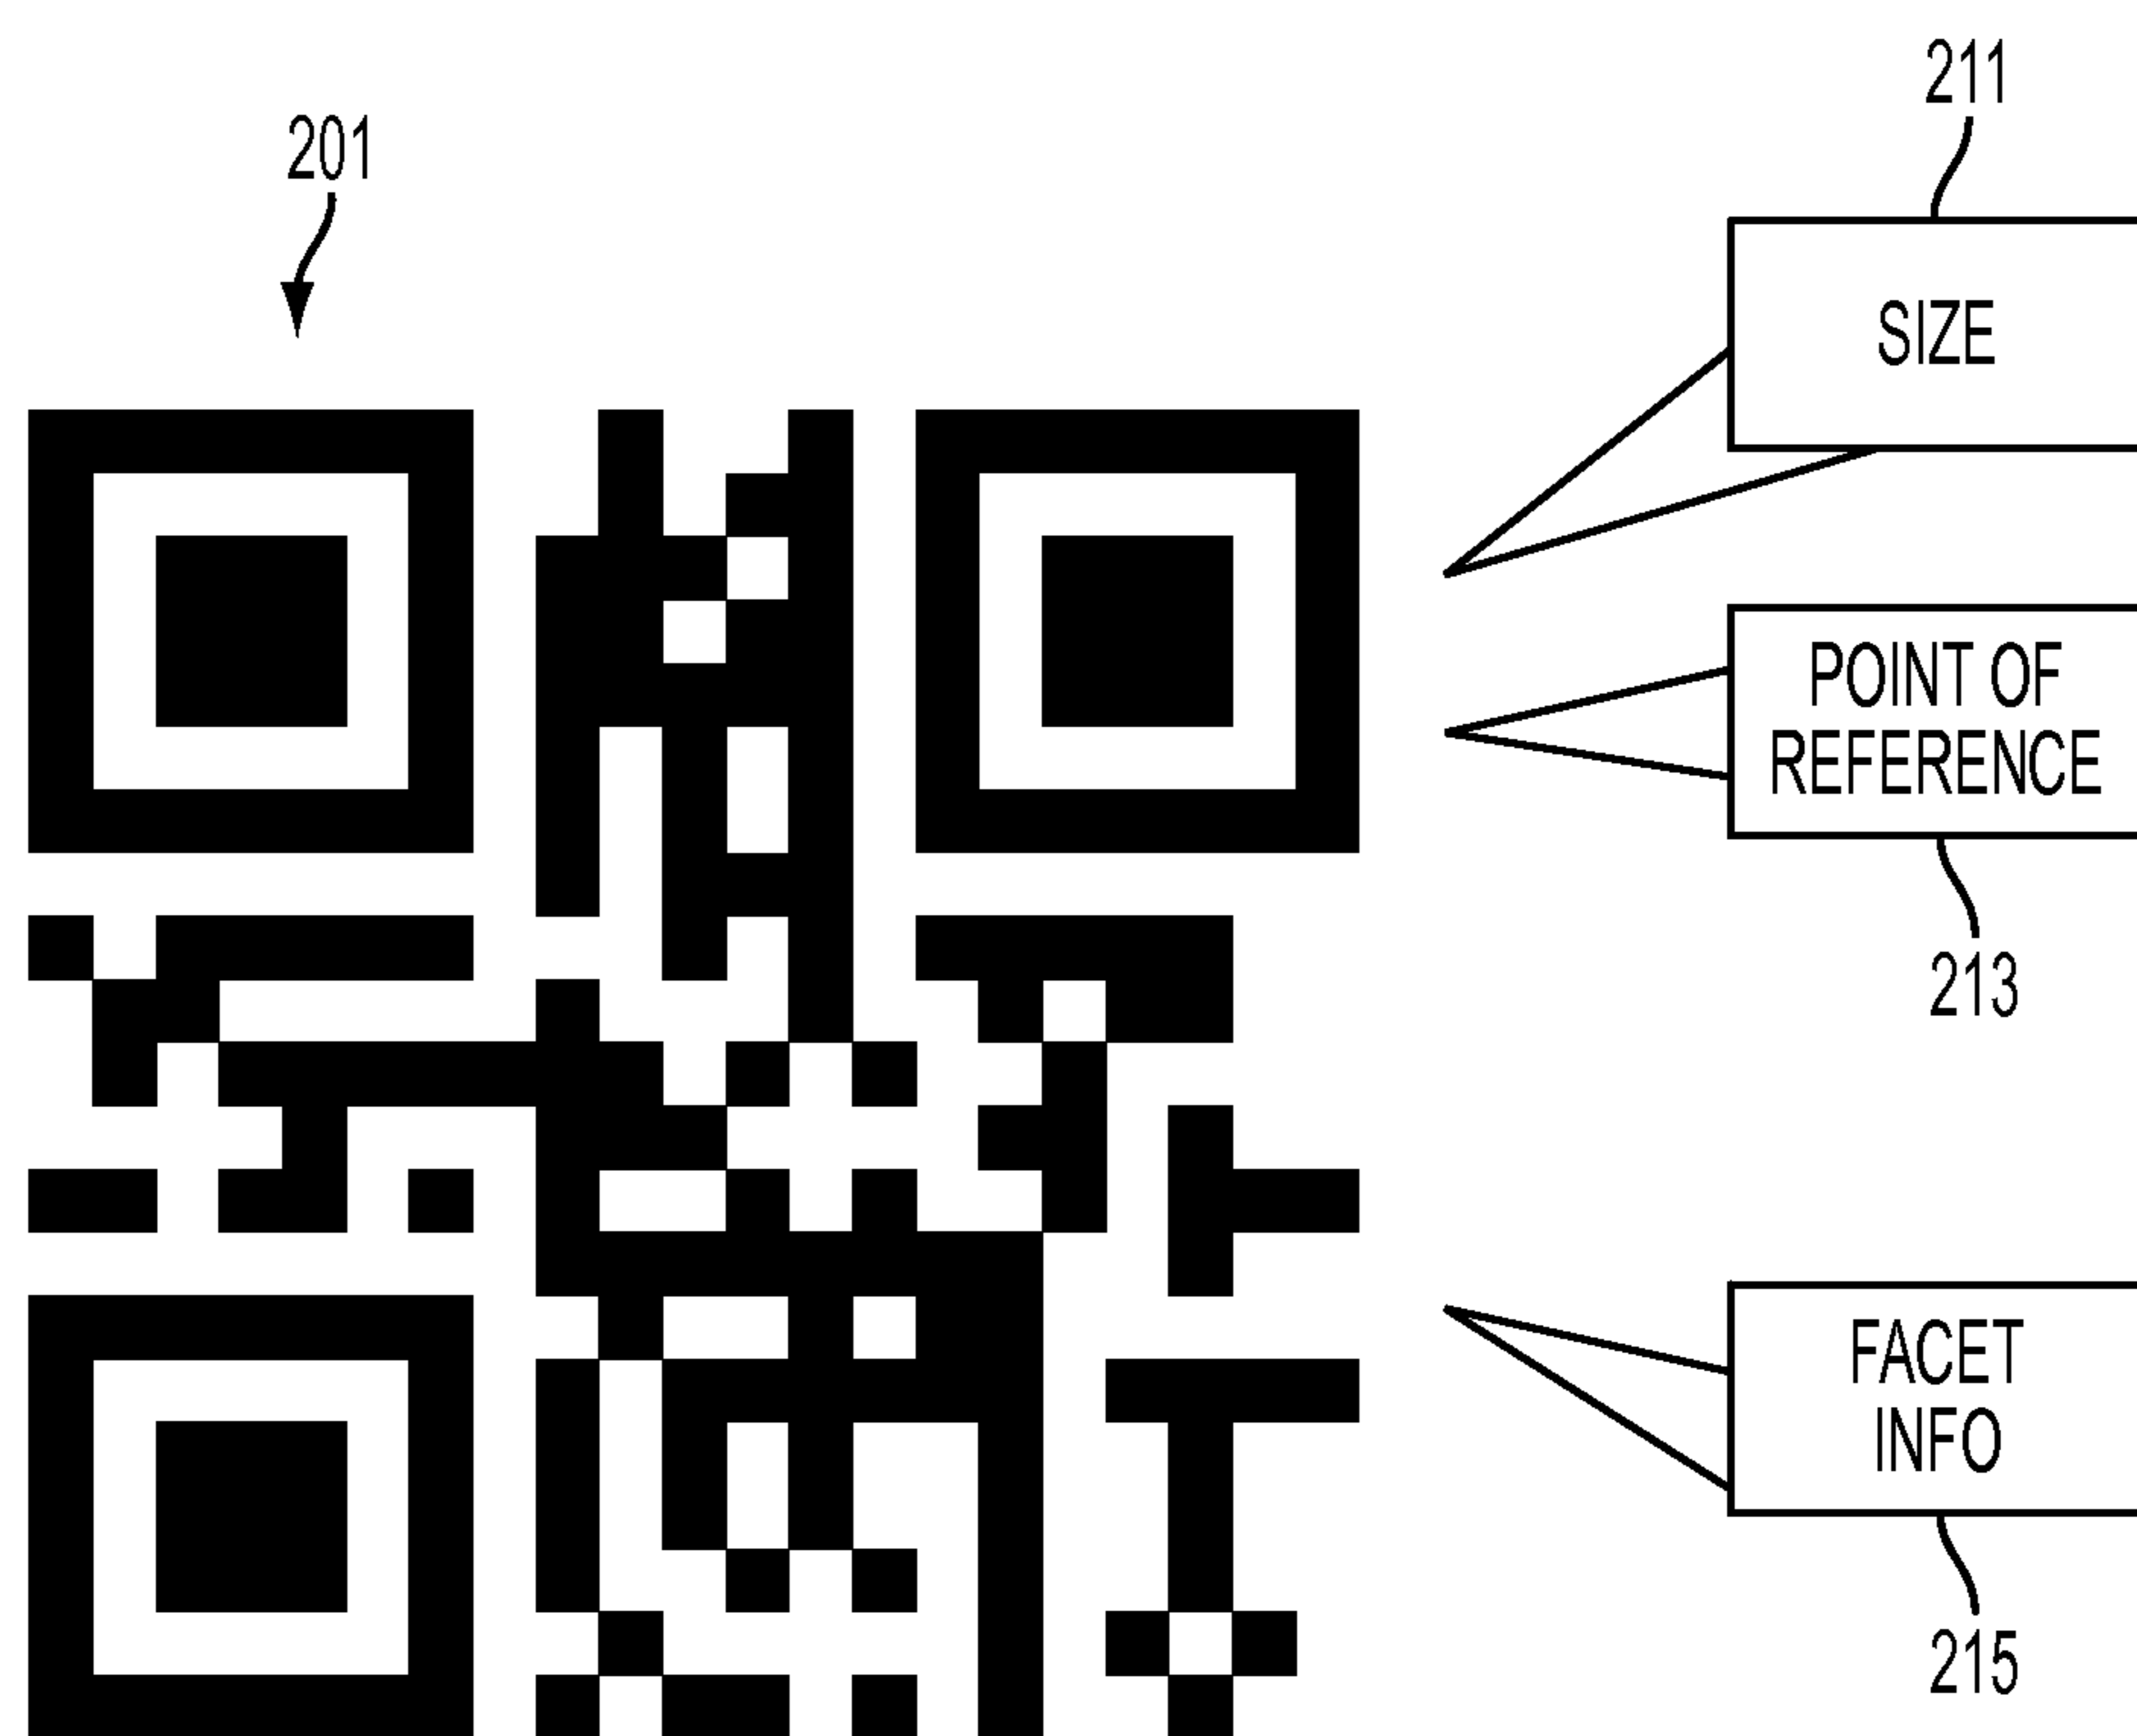 211
201
SIZE
POINT OF
REFERENCE
213
FACET
INFO
215